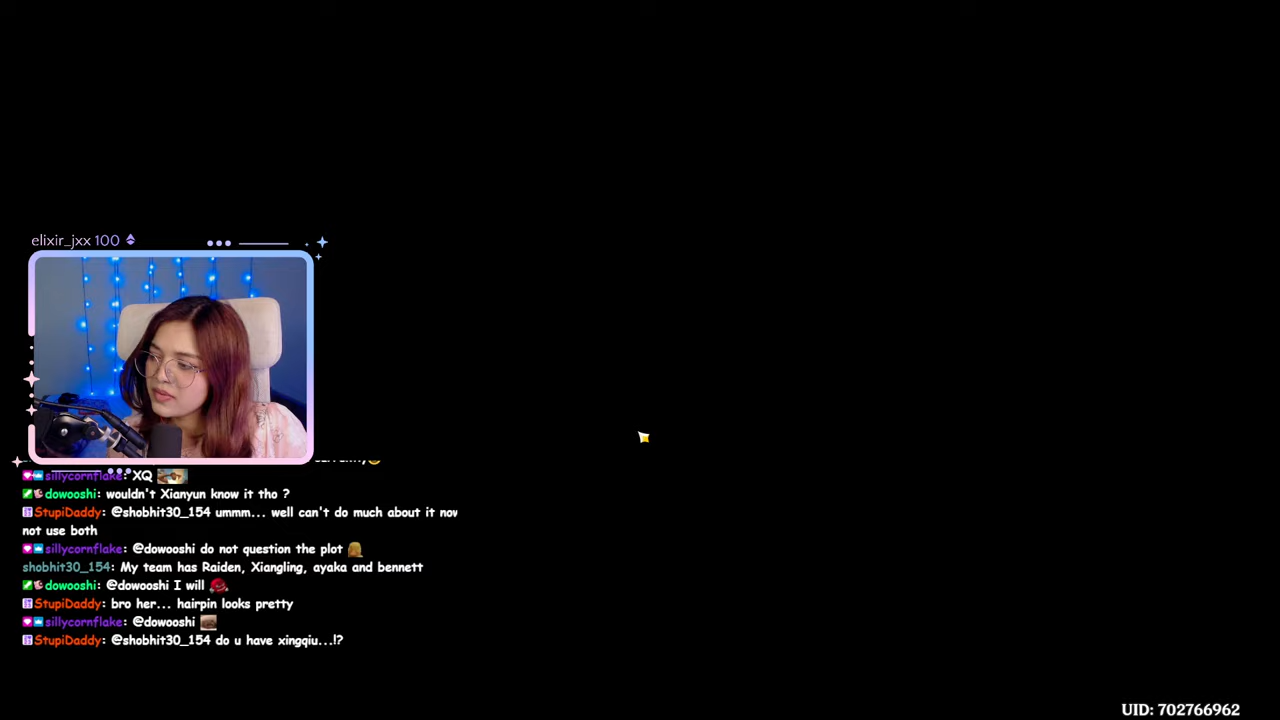 elixir_jxx 100
sillycornflake: XQ
dowooshi: wouldn't Xianyun know it tho ?
StupiDaddy: @shobhit30_154 ummm... well can't do much about it nov
not use both
sillycornflake: @dowooshi do not question the plot
shobhit30_154: My team has Raiden, Xiangling, ayaka and bennett
dowooshi: @dowooshi I will
StupiDaddy: bro her... hairpin looks pretty
sillycornflake: @dowooshi
StupiDaddy: @shobhit30_154 do u have xingqiu...!?
UID: 702766962